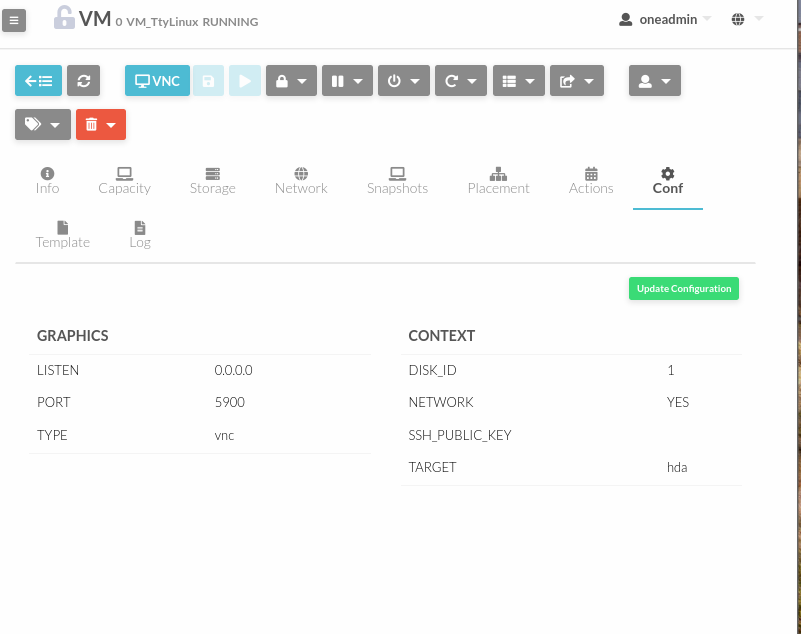 VM 0 VM_TtyLinux RUNNING
oneadmin
VNC
Info
Capacity
Storage
Network
Snapshots
Placement
Actions
Conf
Template
Log
Update Configuration
GRAPHICS
LISTEN 0.0.0.0
PORT 5900
TYPE vnc
CONTEXT
DISK_ID 1
NETWORK YES
SSH_PUBLIC_KEY
TARGET hda